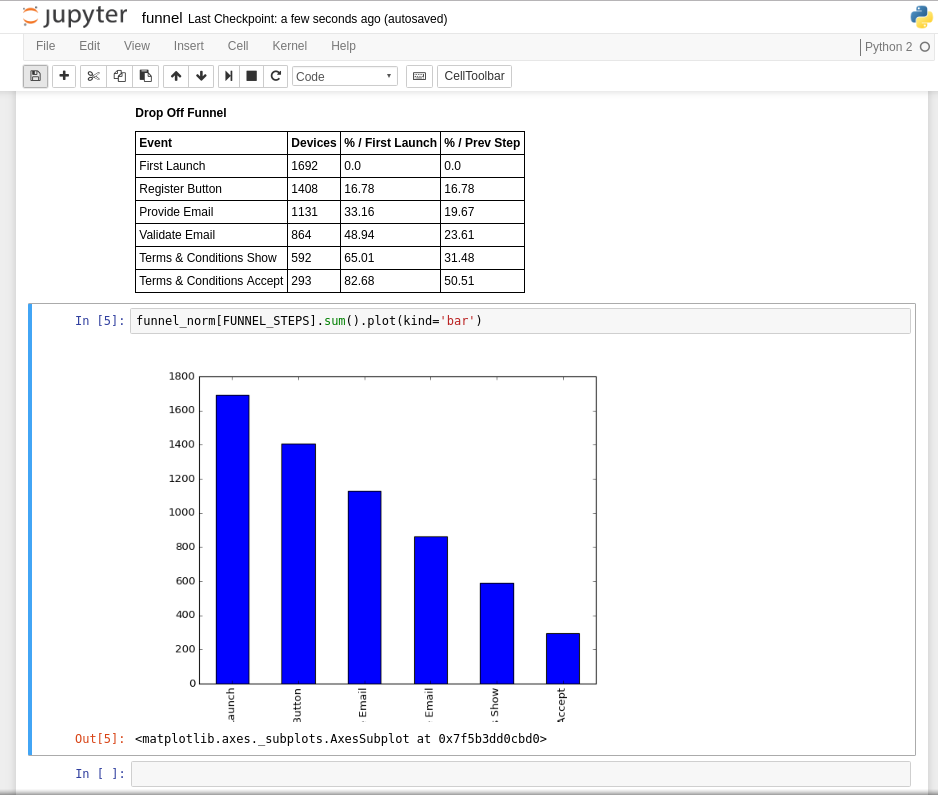 jupyter funnel Last Checkpoint: a few seconds ago (autosaved)
File Edit View Insert Cell Kernel Help Python 2
Code CellToolbar
Drop Off Funnel
Event Devices % / First Launch % / Prev Step
First Launch 1692 0.0 0.0
Register Button 1408 16.78 16.78
Provide Email 1131 33.16 19.67
Validate Email 864 48.94 23.61
Terms & Conditions Show 592 65.01 31.48
Terms & Conditions Accept 293 82.68 50.51
In [5]: funnel_norm[FUNNEL_STEPS].sum().plot(kind='bar')
1800
1600
1400
1200
1000
800
600
400
200
0
aunch
Button
Email
Email
Show
Accept
Out[5]: <matplotlib.axes._subplots.AxesSubplot at 0x7f5b3dd0cbd0>
In [ ]: